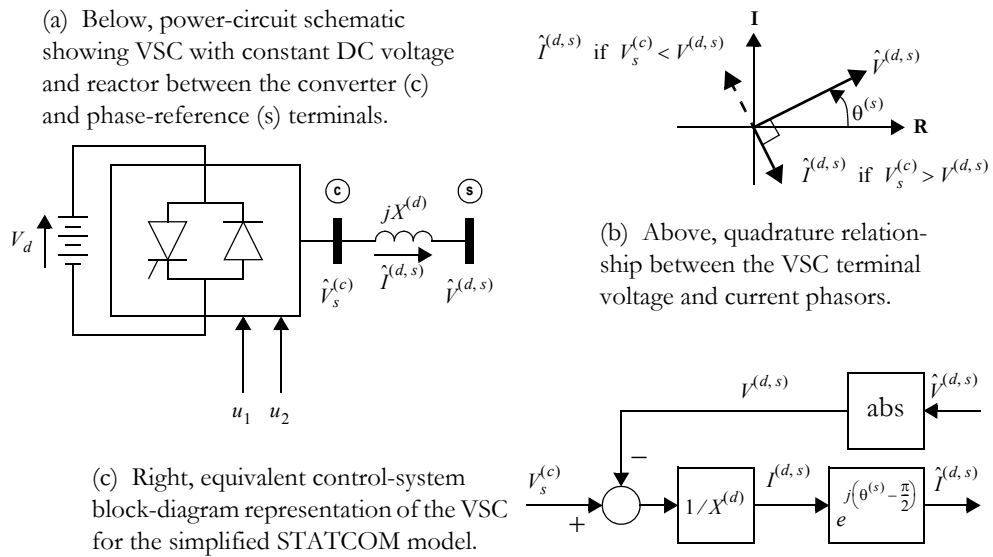 (a) Below, power-circuit schematic
showing VSC with constant DC voltage
and reactor between the converter (c)
and phase-reference (s) terminals.
V_d
c
s
jX^{(d)}
Î^{(d, s)}
V̂_s^{(c)}
V̂^{(d, s)}
u_1 u_2
I
Î^{(d, s)} if V_s^{(c)} < V^{(d, s)}
V̂^{(d, s)}
θ^{(s)}
R
Î^{(d, s)} if V_s^{(c)} > V^{(d, s)}
(b) Above, quadrature relation-
ship between the VSC terminal
voltage and current phasors.
(c) Right, equivalent control-system
block-diagram representation of the VSC
for the simplified STATCOM model.
V^{(d, s)}
abs
V̂^{(d, s)}
−
V_s^{(c)}
+
1/X^{(d)}
I^{(d, s)}
e^{j(θ^{(s)} − π/2)}
Î^{(d, s)}